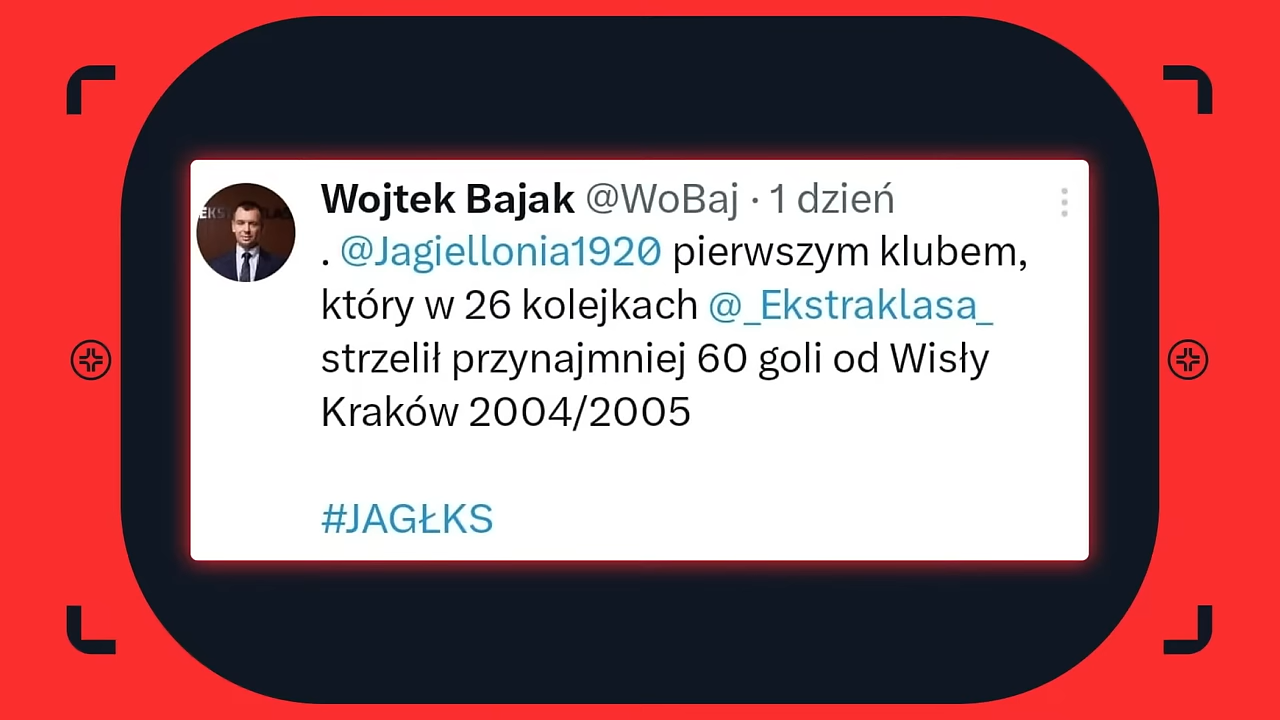 Wojtek Bajak @WoBaj · 1 dzień
. @Jagiellonia1920 pierwszym klubem,
który w 26 kolejkach @_Ekstraklasa_
strzelił przynajmniej 60 goli od Wisły
Kraków 2004/2005
#JAGŁKS